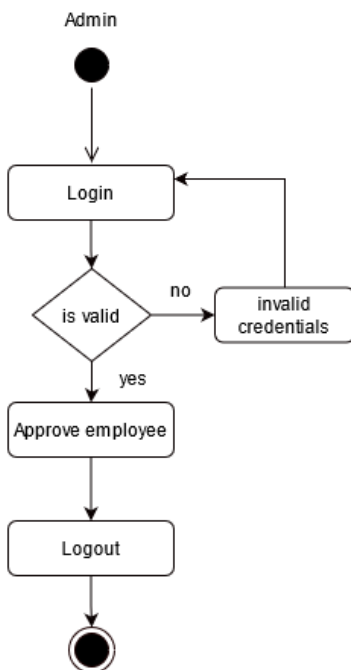 Admin
Login
is valid
no
invalid
credentials
yes
Approve employee
Logout